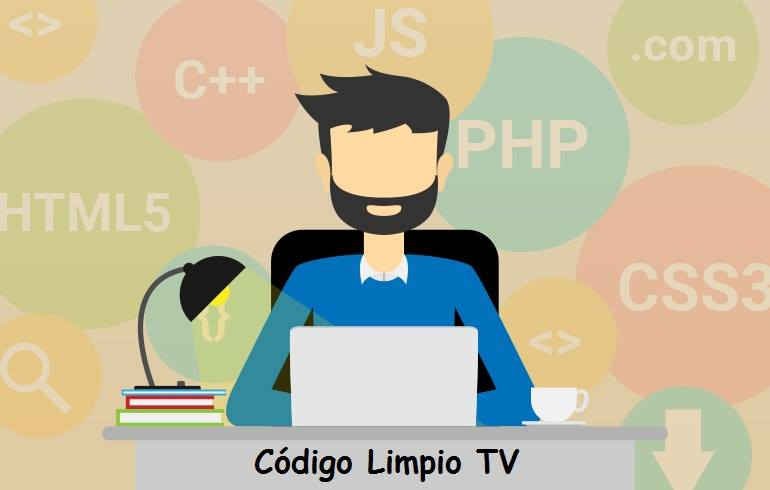 <>
JS
.com
C++
PHP
HTML5
CSS3
{}
<>
Código Limpio TV